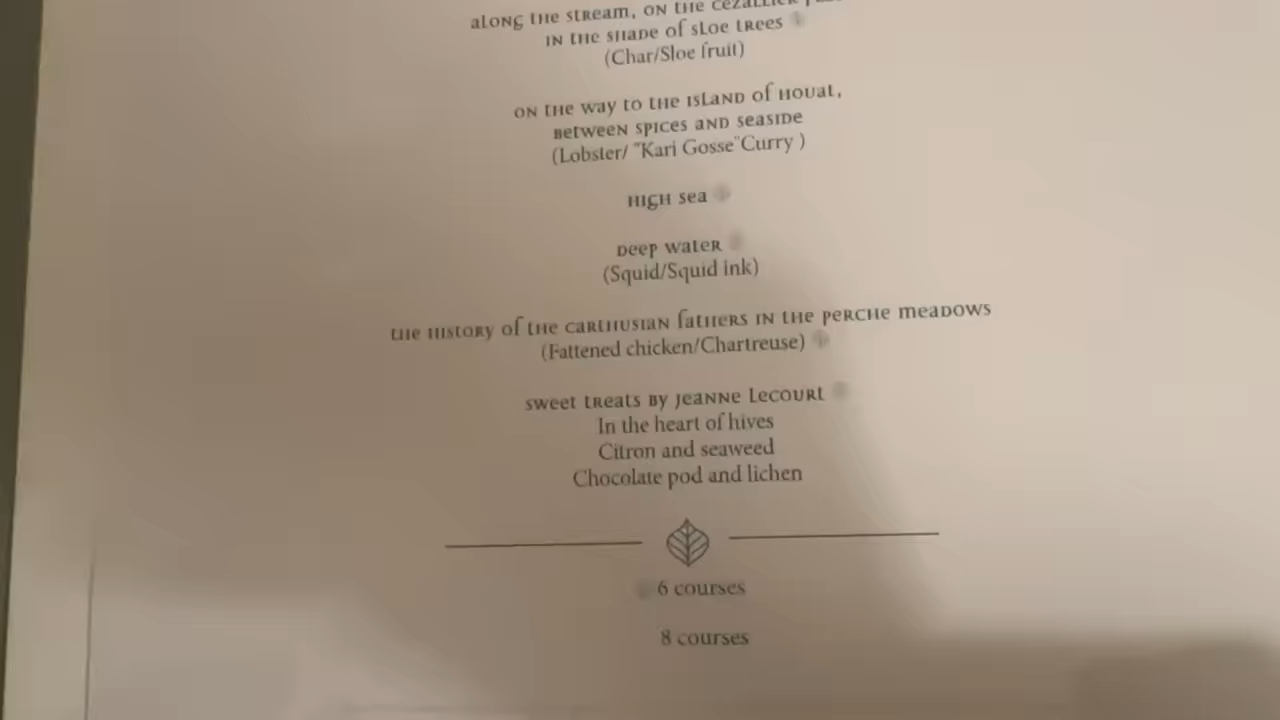 along the stream, on the Cezallier
in the shade of sloe trees
(Char/Sloe fruit)
on the way to the island of Houat,
between spices and seaside
(Lobster/ "Kari Gosse"Curry )
High sea
Deep water
(Squid/Squid ink)
the history of the Carthusian fathers in the Perche meadows
(Fattened chicken/Chartreuse)
sweet treats by Jeanne Lecourt
In the heart of hives
Citron and seaweed
Chocolate pod and lichen
6 courses
8 courses